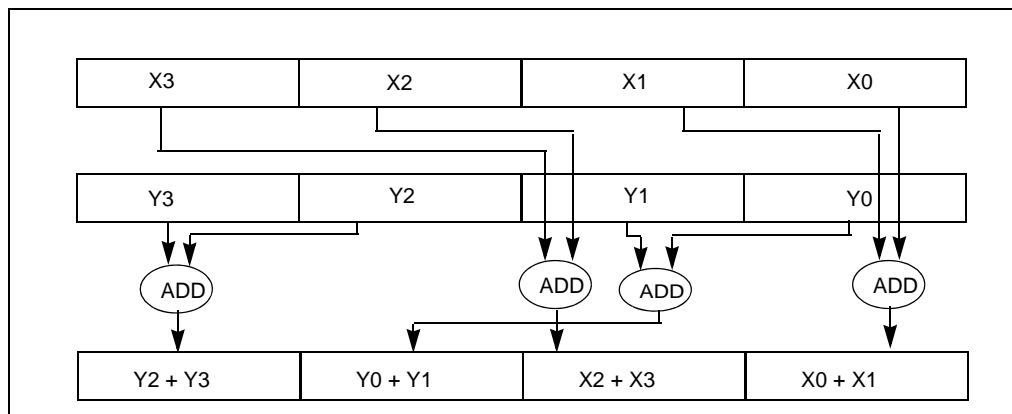 X3 X2 X1 X0
Y3 Y2 Y1 Y0
ADD ADD ADD ADD
Y2 + Y3 Y0 + Y1 X2 + X3 X0 + X1